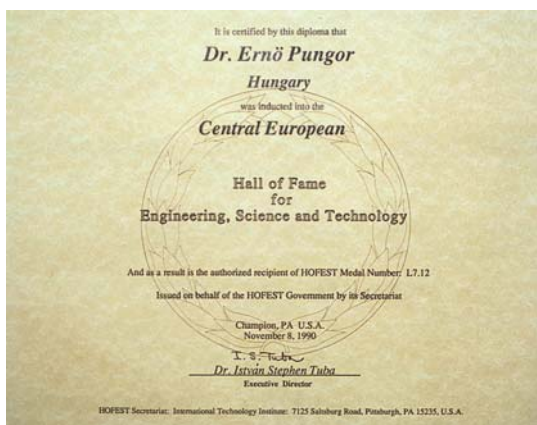 It is certified by this diploma that
Dr. Ernö Pungor
Hungary
was inducted into the
Central European
Hall of Fame
for
Engineering, Science and Technology
And as a result is the authorized recipient of HOFEST Medal Number: L7.12
Issued on behalf of the HOFEST Government by its Secretariat
Champion, PA U.S.A.
November 8, 1990
I. S. Tuba
Dr. István Stephen Tuba
Executive Director
HOFEST Secretariat: International Technology Institute: 7125 Saltsburg Road, Pittsburgh, PA 15235, U.S.A.